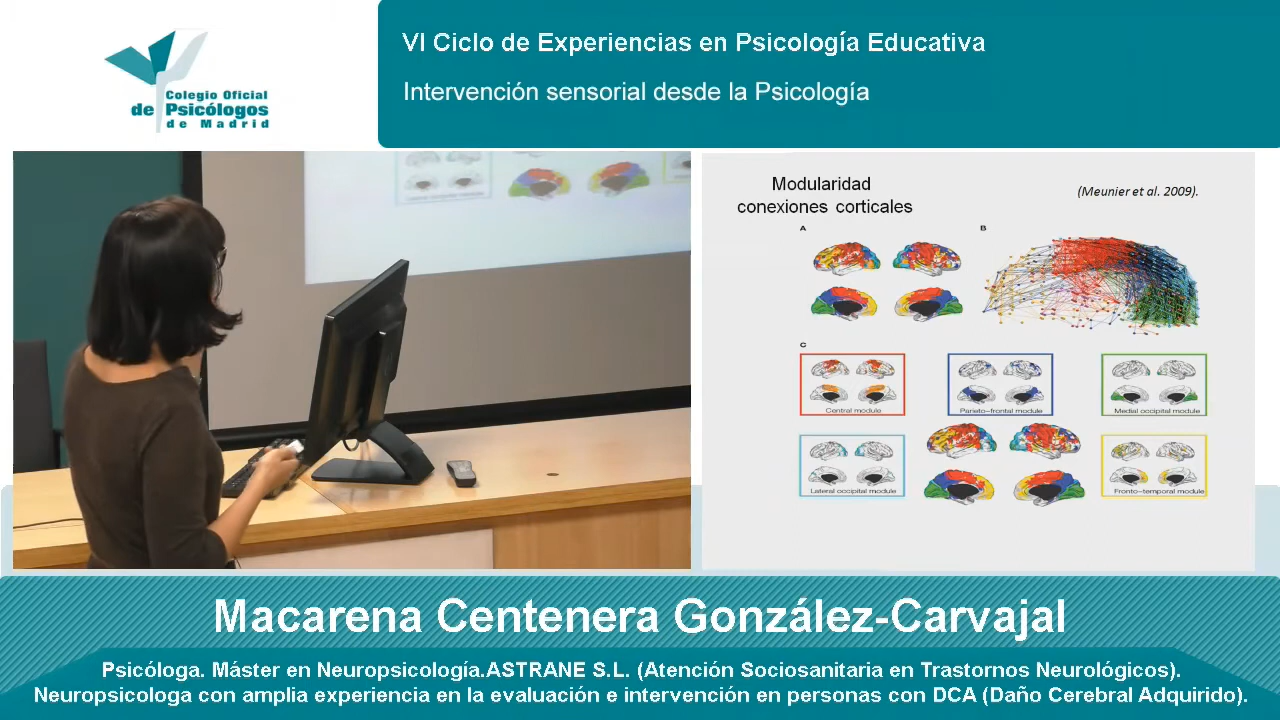 Colegio Oficial
de Psicólogos
de Madrid
VI Ciclo de Experiencias en Psicología Educativa
Intervención sensorial desde la Psicología
Modularidad
conexiones corticales
(Meunier et al. 2009).
A
B
C
Central module
Parieto-frontal module
Medial occipital module
Lateral occipital module
Fronto-temporal module
Macarena Centenera González-Carvajal
Psicóloga. Máster en Neuropsicología.ASTRANE S.L. (Atención Sociosanitaria en Trastornos Neurológicos).
Neuropsicologa con amplia experiencia en la evaluación e intervención en personas con DCA (Daño Cerebral Adquirido).